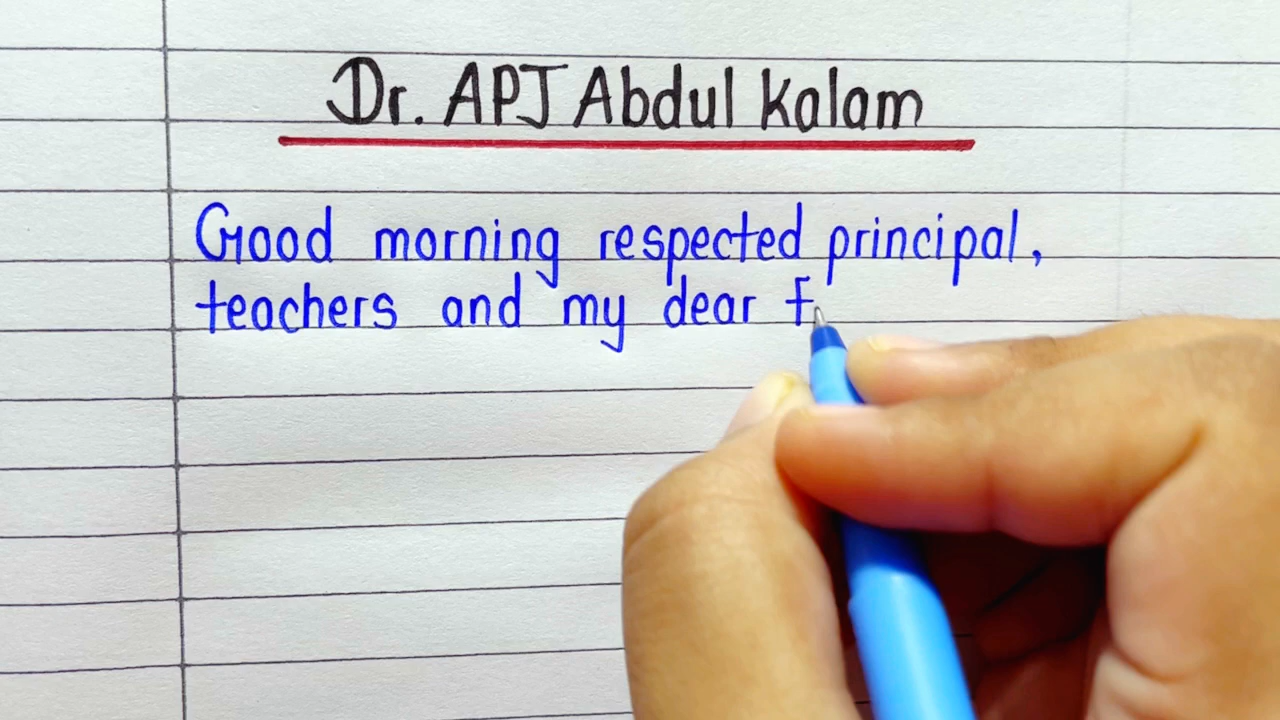 Dr. APJ Abdul Kalam
Good morning respected principal,
teachers and my dear f